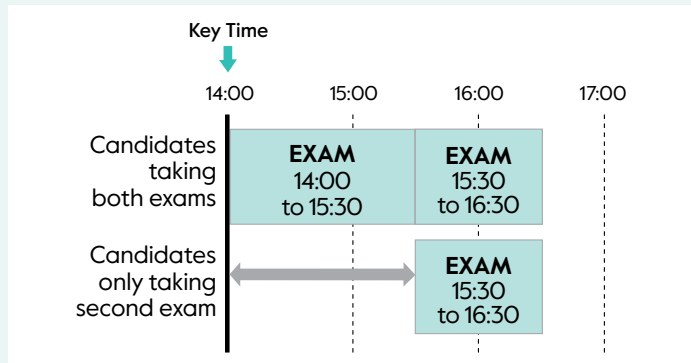 Key Time
14:00 15:00 16:00 17:00
Candidates
taking
both exams
EXAM
14:00
to 15:30
EXAM
15:30
to 16:30
Candidates
only taking
second exam
EXAM
15:30
to 16:30